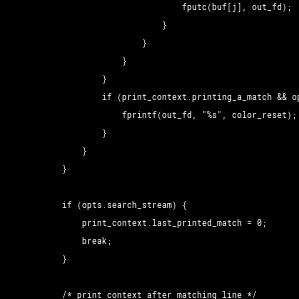 fputc(buf[j], out_fd);
}
}
}
}
if (print_context.printing_a_match && op
fprintf(out_fd, "%s", color_reset);
}
}
}
if (opts.search_stream) {
print_context.last_printed_match = 0;
break;
}
/* print context after matching line */